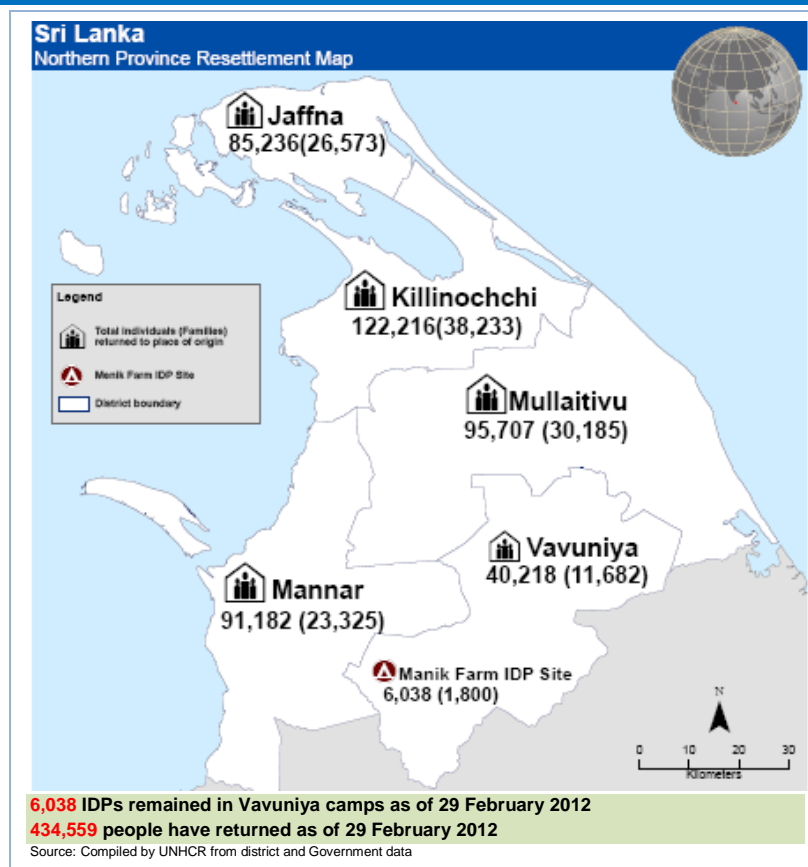 Sri Lanka
Northern Province Resettlement Map
Jaffna
85,236(26,573)
Killinochchi
122,216(38,233)
Legend
Total Individuals (Families)
returned to place of origin
Menik Farm IDP Site
District boundary
Mullaitivu
95,707 (30,185)
Vavuniya
40,218 (11,682)
Mannar
91,182 (23,325)
Manik Farm IDP Site
6,038 (1,800)
N
0 10 20 30
Kilometers
6,038 IDPs remained in Vavuniya camps as of 29 February 2012
434,559 people have returned as of 29 February 2012
Source: Compiled by UNHCR from district and Government data